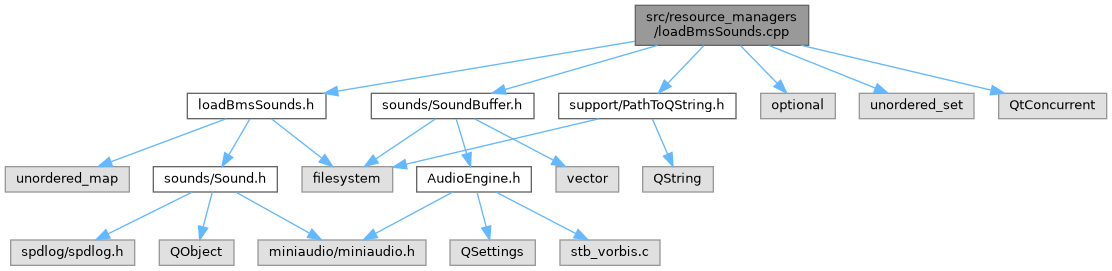 src/resource_managers
/loadBmsSounds.cpp
loadBmsSounds.h
sounds/SoundBuffer.h
support/PathToQString.h
optional
unordered_set
QtConcurrent
unordered_map
sounds/Sound.h
filesystem
AudioEngine.h
vector
QString
spdlog/spdlog.h
QObject
miniaudio/miniaudio.h
QSettings
stb_vorbis.c